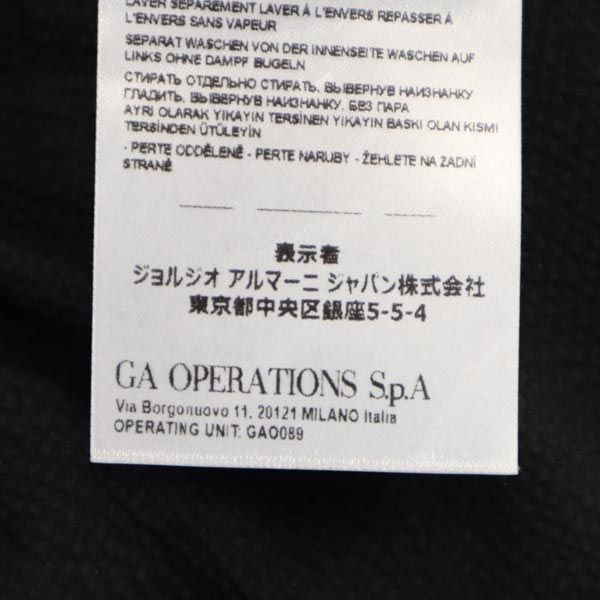 LAVER SÉPARÉMENT LAVER À L'ENVERS REPASSER À
L'ENVERS SANS VAPEUR
SEPARAT WASCHEN VON DER INNENSEITE WASCHEN AUF
LINKS OHNE DAMPF BÜGELN
СТИРАТЬ ОТДЕЛЬНО СТИРАТЬ, ВЫВЕРНУВ НАИЗНАНКУ
ГЛАДИТЬ, ВЫВЕРНУВ НАИЗНАНКУ. БЕЗ ПАРА
AYRI OLARAK YIKAYIN TERSİNEN YIKAYIN BASKI OLAN KISMI
TERSİNDEN ÜTÜLEYİN
- PERTE ODDĚLENĚ - PERTE NARUBY - ŽEHLETE NA ZADNÍ
STRANĚ
表示者
ジョルジオ アルマーニ ジャパン株式会社
東京都中央区銀座5-5-4
GA OPERATIONS S.p.A
Via Borgonuovo 11, 20121 MILANO Italia
OPERATING UNIT: GAO089